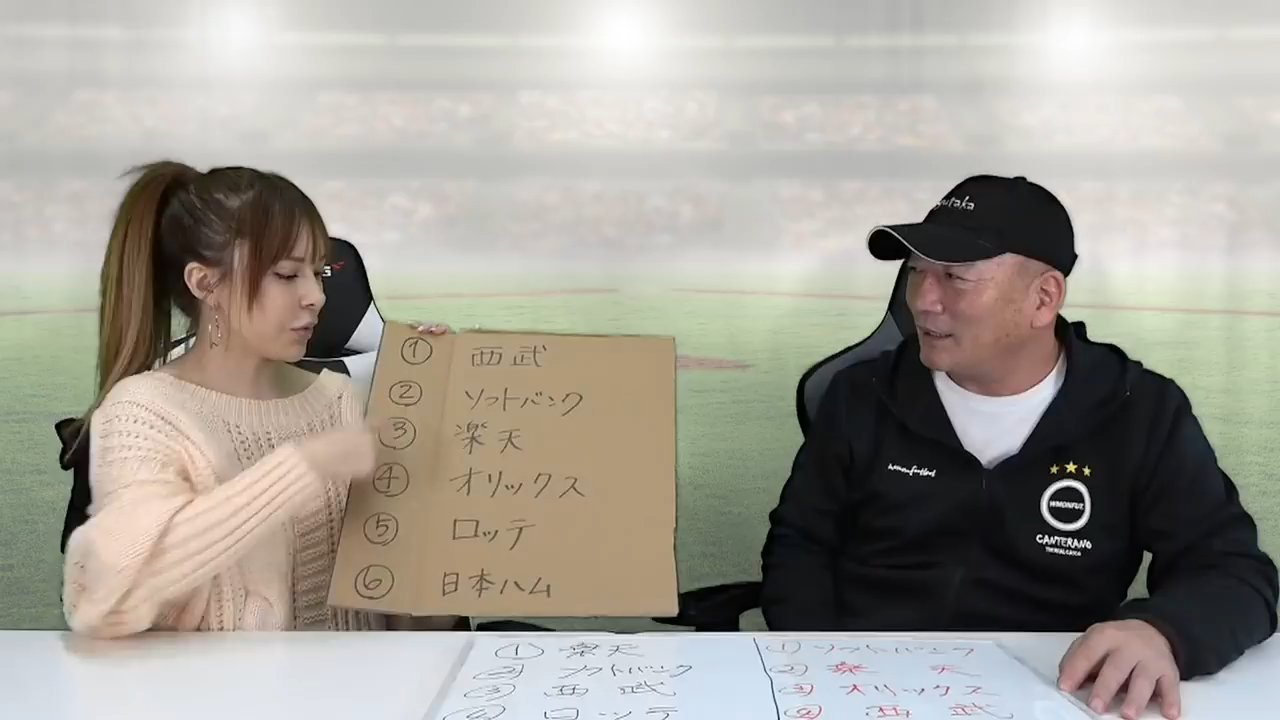 ① 西武
② ソフトバンク
③ 楽天
④ オリックス
⑤ ロッテ
⑥ 日本ハム
① 楽天
② ソフトバンク
③ 西武
④ ロッテ
① ソフトバンク
② 楽天
③ オリックス
④ 西武
WMONFUT
CANTERANO